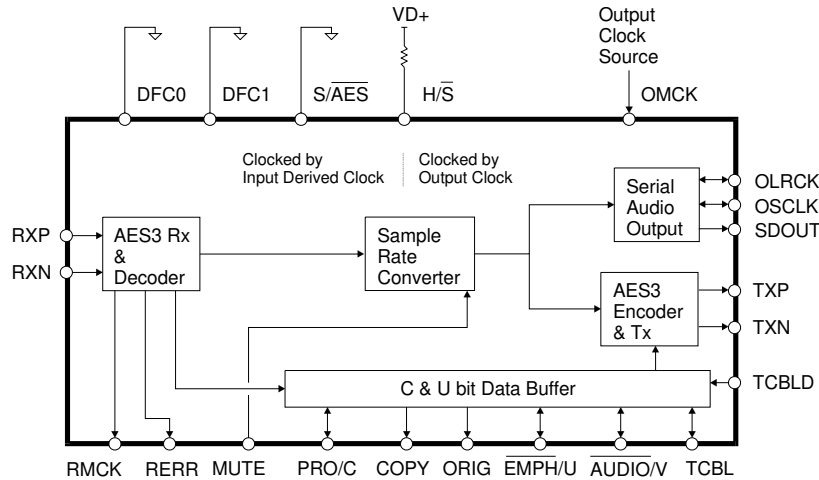 VD+
Output
Clock
Source
DFC0
DFC1
S/AES
H/S
OMCK
Clocked by
Input Derived Clock
Clocked by
Output Clock
Serial
Audio
Output
OLRCK
OSCLK
SDOUT
RXP
RXN
AES3 Rx
&
Decoder
Sample
Rate
Converter
AES3
Encoder
& Tx
TXP
TXN
C & U bit Data Buffer
TCBLD
RMCK
RERR
MUTE
PRO/C
COPY
ORIG
EMPH/U
AUDIO/V
TCBL